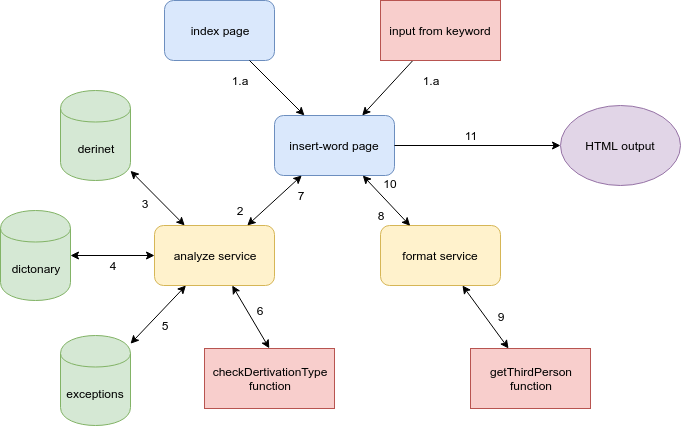 index page
input from keyword
1.a
1.a
derinet
insert-word page
11
HTML output
10
7
3
2
8
analyze service
format service
dictonary
4
6
9
5
checkDertivationType
function
getThirdPerson
function
exceptions